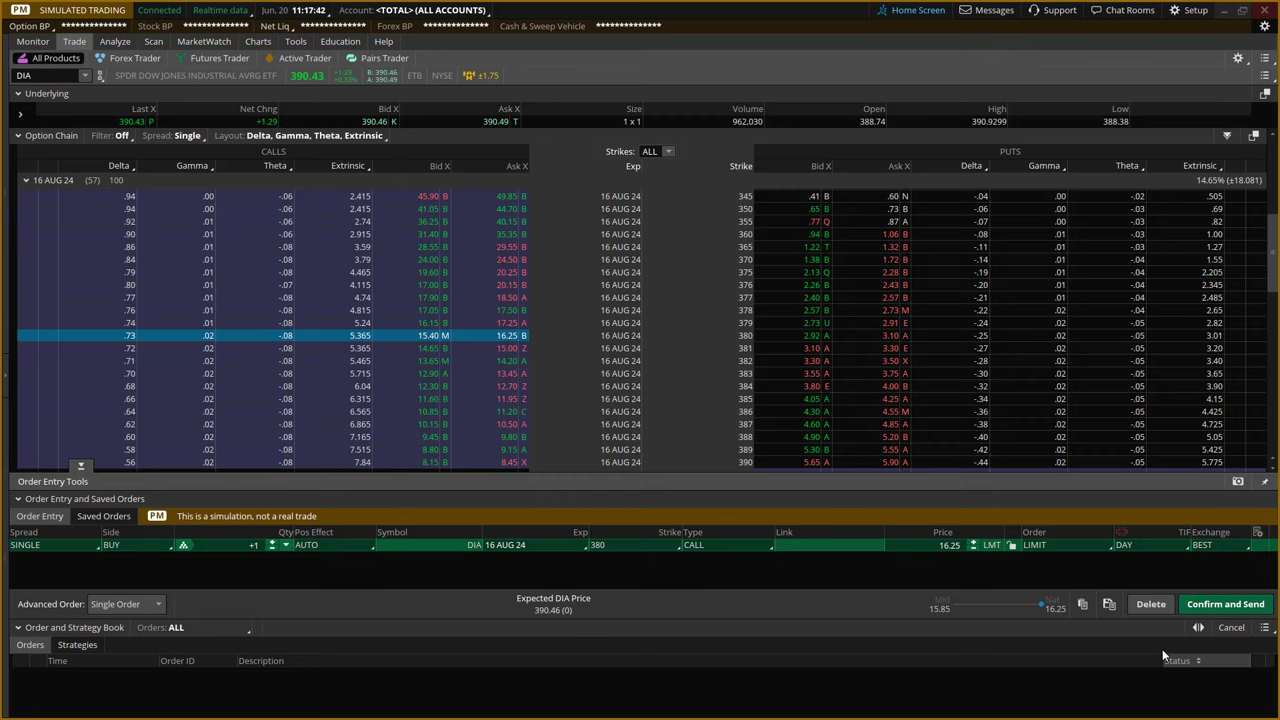 PM SIMULATED TRADING Connected Realtime data Jun, 20 11:17:42 Account: <TOTAL> (ALL ACCOUNTS) Home Screen Messages Support Chat Rooms Setup
Option BP ************** Stock BP ************** Net Liq ************** Forex BP ************** Cash & Sweep Vehicle **************
Monitor Trade Analyze Scan MarketWatch Charts Tools Education Help
All Products Forex Trader Futures Trader Active Trader Pairs Trader
DIA SPDR DOW JONES INDUSTRIAL AVRG ETF 390.43 +1.29 +0.33% B: 390.46 A: 390.49 ETB NYSE ±1.75
Underlying
Last X Net Chng Bid X Ask X Size Volume Open High Low
390.43 P +1.29 390.46 K 390.49 T 1 x 1 962,030 388.74 390.9299 388.38
Option Chain Filter: Off Spread: Single Layout: Delta, Gamma, Theta, Extrinsic
CALLS Strikes: ALL PUTS
Delta Gamma Theta Extrinsic Bid X Ask X Exp Strike Bid X Ask X Delta Gamma Theta Extrinsic
16 AUG 24 (57) 100 14.65% (±18.081)
.94 .00 -.06 2.415 45.90 B 49.85 B 16 AUG 24 345 .41 B .60 N -.04 .00 -.02 .505
.94 .00 -.06 2.415 41.05 B 44.70 B 16 AUG 24 350 .65 B .73 B -.06 .00 -.03 .69
.92 .01 -.06 2.74 36.25 B 40.15 B 16 AUG 24 355 .77 Q .87 A -.07 .00 -.03 .82
.90 .01 -.06 2.915 31.40 B 35.35 B 16 AUG 24 360 .94 B 1.06 B -.08 .01 -.03 1.00
.86 .01 -.08 3.59 28.55 B 29.55 B 16 AUG 24 365 1.22 T 1.32 B -.11 .01 -.03 1.27
.84 .01 -.08 3.79 24.00 B 24.50 B 16 AUG 24 370 1.38 B 1.72 B -.14 .01 -.04 1.55
.79 .01 -.08 4.465 19.60 B 20.25 B 16 AUG 24 375 2.13 Q 2.28 B -.19 .01 -.04 2.205
.80 .01 -.07 4.115 17.00 B 20.15 B 16 AUG 24 376 2.26 B 2.43 B -.20 .01 -.04 2.345
.77 .01 -.08 4.74 17.90 B 18.50 A 16 AUG 24 377 2.40 B 2.57 B -.21 .01 -.04 2.485
.76 .01 -.08 4.815 17.00 B 17.50 B 16 AUG 24 378 2.57 B 2.73 M -.22 .01 -.04 2.65
.74 .01 -.08 5.24 16.15 B 17.25 A 16 AUG 24 379 2.73 U 2.91 E -.24 .01 -.05 2.82
.73 .02 -.08 5.365 15.40 M 16.25 B 16 AUG 24 380 2.92 A 3.10 A -.25 .01 -.05 3.01
.72 .02 -.08 5.365 14.65 B 15.00 Z 16 AUG 24 381 3.10 A 3.30 E -.27 .01 -.05 3.20
.71 .02 -.08 5.465 13.65 M 14.20 A 16 AUG 24 382 3.30 A 3.50 X -.28 .02 -.05 3.40
.70 .02 -.08 5.715 12.90 A 13.45 A 16 AUG 24 383 3.55 A 3.75 A -.30 .02 -.05 3.65
.68 .02 -.08 6.04 12.30 B 12.70 Z 16 AUG 24 384 3.80 E 4.00 B -.32 .02 -.05 3.90
.66 .02 -.08 6.315 11.60 B 11.95 Z 16 AUG 24 385 4.05 A 4.25 A -.34 .02 -.05 4.15
.64 .02 -.08 6.565 10.85 B 11.20 C 16 AUG 24 386 4.30 A 4.55 M -.36 .02 -.05 4.425
.62 .02 -.08 6.865 10.15 B 10.50 A 16 AUG 24 387 4.60 A 4.85 A -.38 .02 -.05 4.725
.60 .02 -.08 7.165 9.45 B 9.80 B 16 AUG 24 388 4.90 A 5.20 B -.40 .02 -.05 5.05
.58 .02 -.08 7.515 8.80 B 9.15 A 16 AUG 24 389 5.30 B 5.55 A -.42 .02 -.05 5.425
.56 .02 -.08 7.84 8.15 B 8.45 X 16 AUG 24 390 5.65 A 5.90 A -.44 .02 -.05 5.775
Order Entry Tools
Order Entry and Saved Orders
Order Entry Saved Orders PM This is a simulation, not a real trade
Spread Side Qty Pos Effect Symbol Exp Strike Type Link Price Order TIF Exchange
SINGLE BUY +1 AUTO DIA 16 AUG 24 380 CALL 16.25 LMT LIMIT DAY BEST
Advanced Order: Single Order Expected DIA Price 390.46 (0) Mid 15.85 Nat 16.25 Delete Confirm and Send
Order and Strategy Book Orders: ALL Cancel
Orders Strategies
Time Order ID Description Status